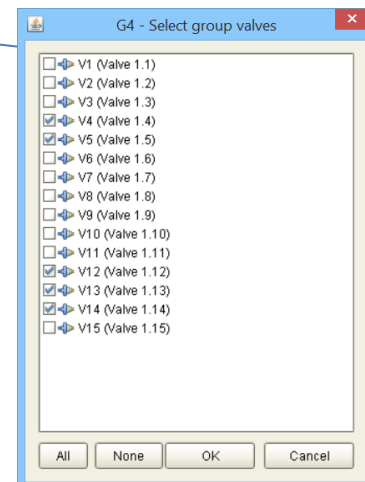 G4 - Select group valves
V1 (Valve 1.1)
V2 (Valve 1.2)
V3 (Valve 1.3)
V4 (Valve 1.4)
V5 (Valve 1.5)
V6 (Valve 1.6)
V7 (Valve 1.7)
V8 (Valve 1.8)
V9 (Valve 1.9)
V10 (Valve 1.10)
V11 (Valve 1.11)
V12 (Valve 1.12)
V13 (Valve 1.13)
V14 (Valve 1.14)
V15 (Valve 1.15)
All None OK Cancel